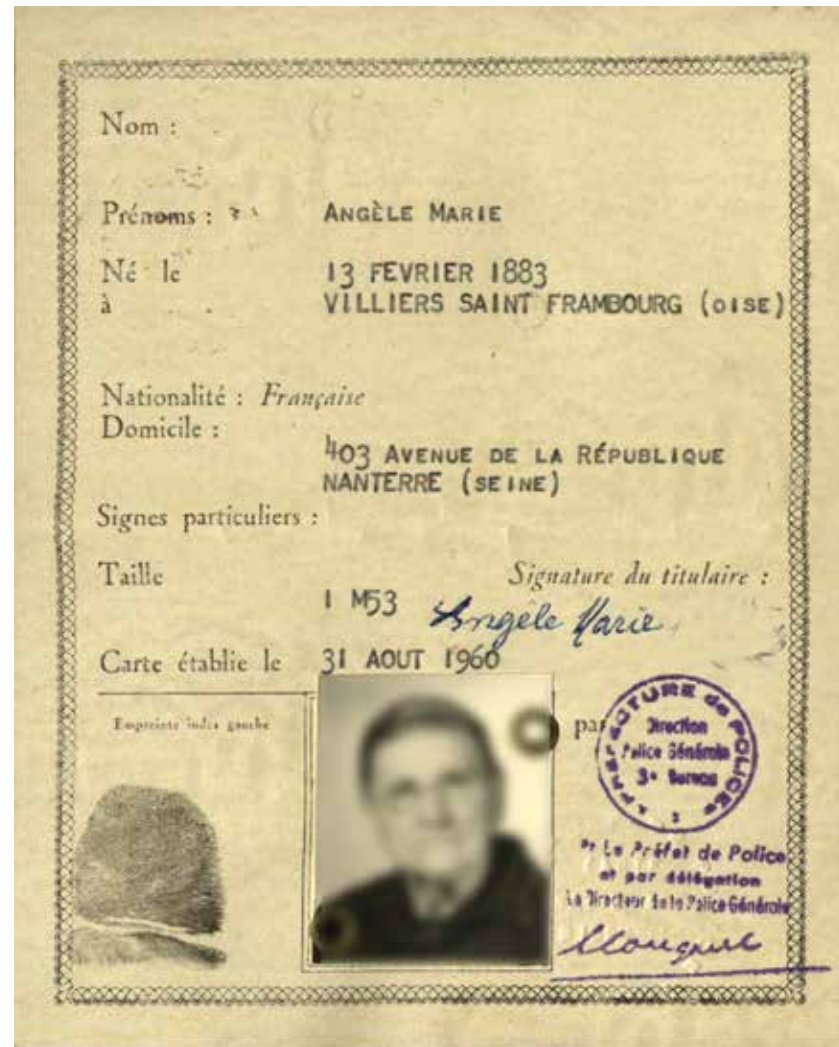 Nom :
Prénoms : ANGÈLE MARIE
Né le 13 FEVRIER 1883
à VILLIERS SAINT FRAMBOURG (OISE)
Nationalité : Française
Domicile :
403 AVENUE DE LA RÉPUBLIQUE
NANTERRE (SEINE)
Signes particuliers :
Taille Signature du titulaire :
1 M53 Angèle Marie
Carte établie le 31 AOUT 1960
Empreinte index gauche
par
PRÉFECTURE de POLICE
Direction
Police Générale
3e Bureau
Pr Le Préfet de Police
et par délégation
Le Directeur de la Police Générale